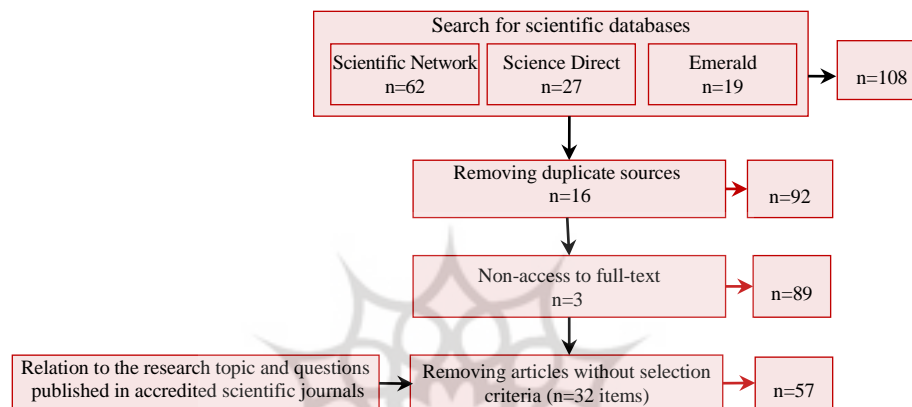 Search for scientific databases
Scientific Network
n=62
Science Direct
n=27
Emerald
n=19
n=108
Removing duplicate sources
n=16
n=92
Non-access to full-text
n=3
n=89
Relation to the research topic and questions
published in accredited scientific journals
Removing articles without selection
criteria (n=32 items)
n=57